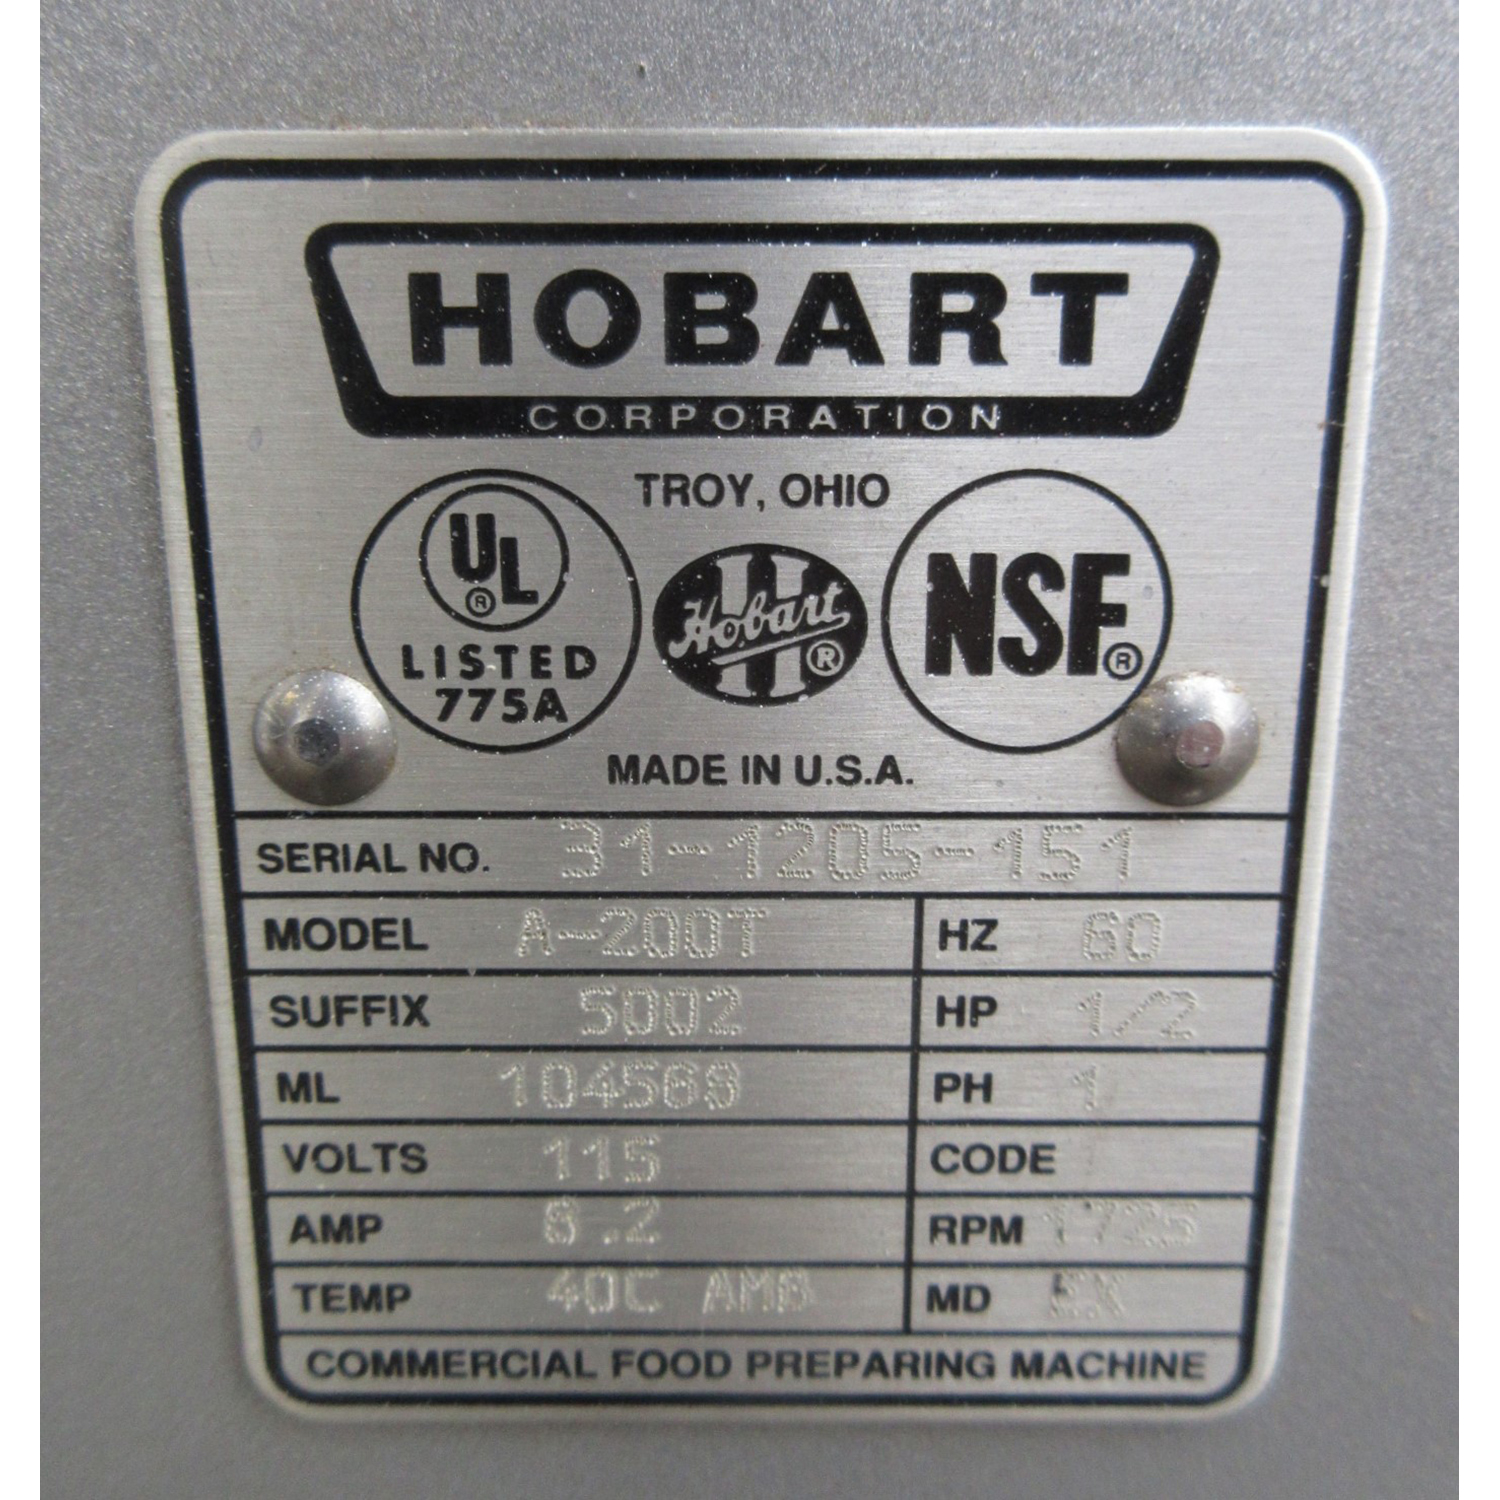 HOBART
CORPORATION
TROY, OHIO
UL ®
LISTED
775A
Hobart ®
NSF ®
MADE IN U.S.A.
SERIAL NO. 31-1205-151
MODEL A-200T HZ 60
SUFFIX 5002 HP 1/2
ML 104568 PH 1
VOLTS 115 CODE
AMP 8.2 RPM 1725
TEMP 40C AMB MD EX
COMMERCIAL FOOD PREPARING MACHINE